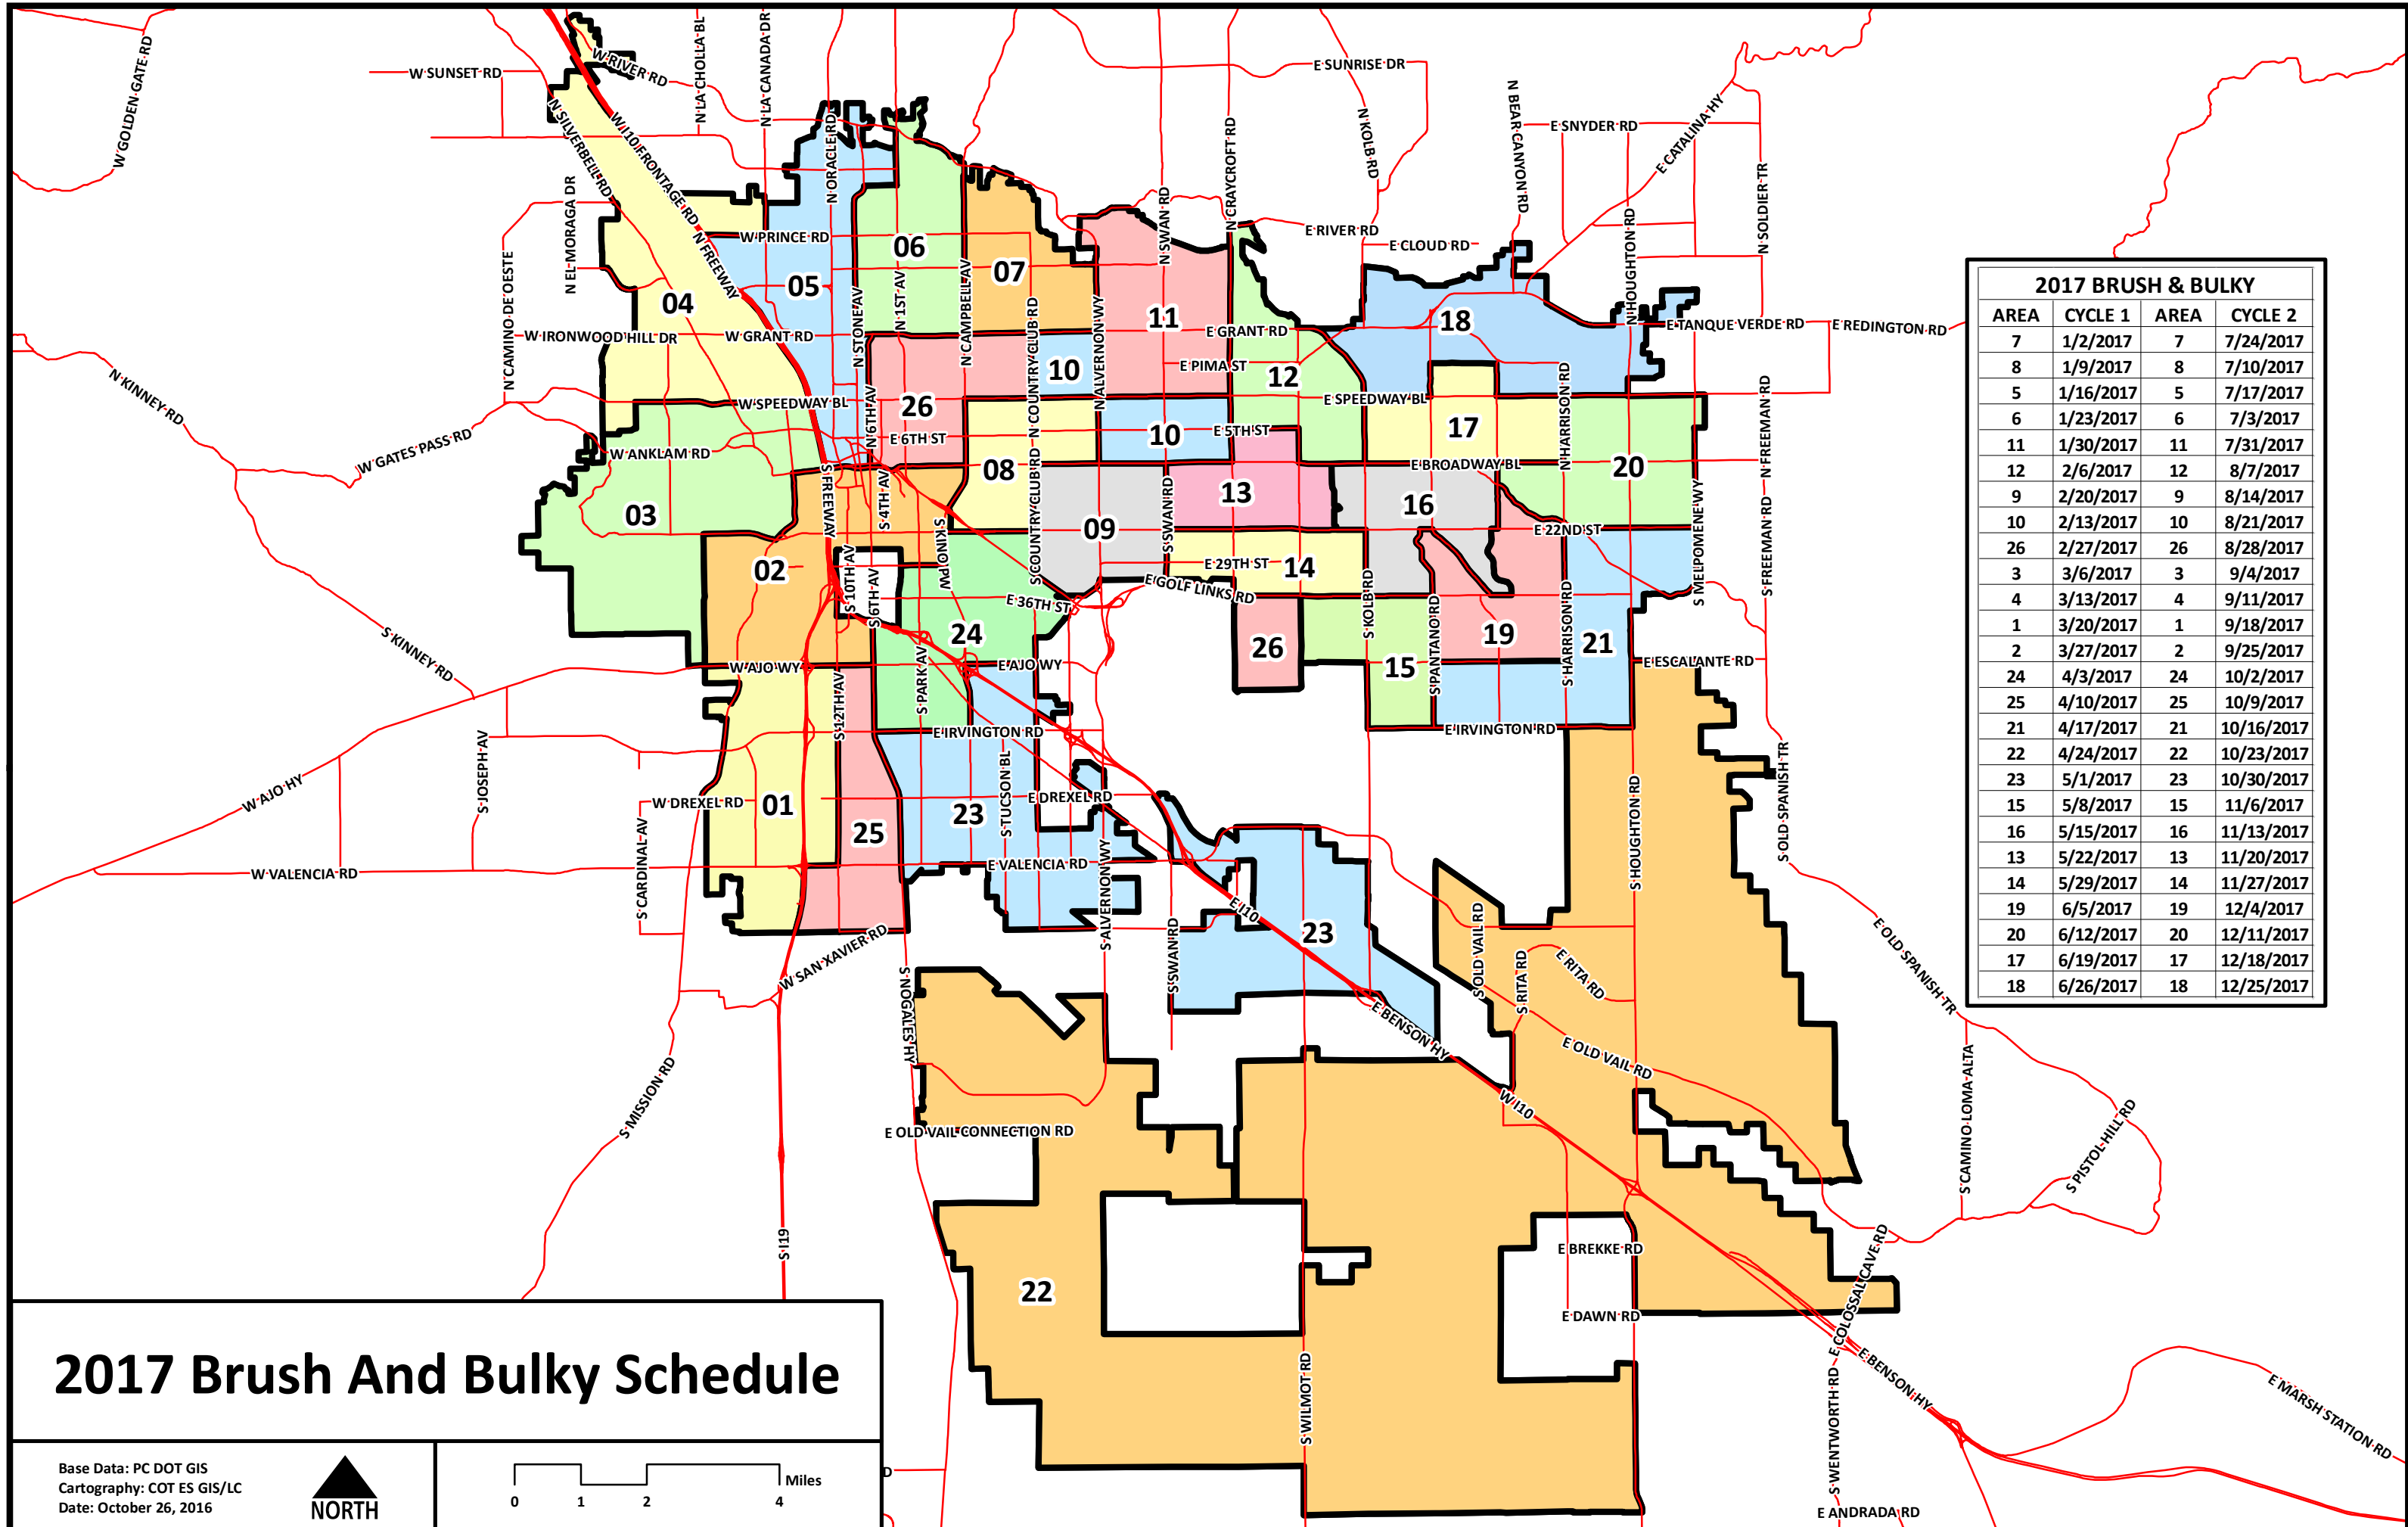 W GOLDEN GATE RD
W SUNSET RD
W RIVER RD
N LA CHOLLA BL
N LA CANADA DR
E SUNRISE DR
N SILVERBELL RD
W I10 FRONTAGE RD
N FREEWAY
N ORACLE RD
N CRAYCROFT RD
N KOLB RD
N BEAR CANYON RD
E SNYDER RD
E CATALINA HY
N SOLDIER TR
N EL MORAGA DR
N CAMINO DE OESTE
W PRINCE RD
N SWAN RD
E RIVER RD
E CLOUD RD
N HOUGHTON RD
04
05
06
07
11
18
N STONE AV
N 1ST AV
N CAMPBELL AV
N COUNTRY CLUB RD
N ALVERNON WY
W IRONWOOD HILL DR
W GRANT RD
E GRANT RD
E TANQUE VERDE RD
E REDINGTON RD
N KINNEY RD
E PIMA ST
10
12
N HARRISON RD
W SPEEDWAY BL
E SPEEDWAY BL
26
N 6TH AV
W GATES PASS RD
W ANKLAM RD
E 6TH ST
10
E 5TH ST
17
N FREEMAN RD
08
E BROADWAY BL
20
03
S FREEWAY
S 4TH AV
S KINO PW
S COUNTRY CLUB RD
09
S SWAN RD
13
16
E 22ND ST
S MELPOMENE WY
S FREEMAN RD
02
S 10TH AV
S 6TH AV
E 29TH ST
14
E GOLF LINKS RD
E 36TH ST
S KOLB RD
S PANTANO RD
S HARRISON RD
S KINNEY RD
24
26
19
21
W AJO WY
E AJO WY
15
E ESCALANTE RD
S 12TH AV
S PARK AV
E IRVINGTON RD
E IRVINGTON RD
W AJO HY
S JOSEPH AV
W DREXEL RD
01
25
23
S TUCSON BL
E DREXEL RD
S HOUGHTON RD
S OLD SPANISH TR
W VALENCIA RD
S CARDINAL AV
E VALENCIA RD
S ALVERNON WY
S SWAN RD
E I10
23
W SAN XAVIER RD
S NOGALES HY
S OLD VAIL RD
S RITA RD
E RITA RD
E OLD SPANISH TR
E BENSON HY
E OLD VAIL RD
W I10
S MISSION RD
E OLD VAIL CONNECTION RD
S CAMINO LOMA ALTA
S PISTOL HILL RD
S I19
22
E BREKKE RD
E DAWN RD
E COLOSSAL CAVE RD
S WILMOT RD
E BENSON HY
S WENTWORTH RD
E MARSH STATION RD
E ANDRADA RD
D
2017 BRUSH & BULKY
AREA CYCLE 1 AREA CYCLE 2
7 1/2/2017 7 7/24/2017
8 1/9/2017 8 7/10/2017
5 1/16/2017 5 7/17/2017
6 1/23/2017 6 7/3/2017
11 1/30/2017 11 7/31/2017
12 2/6/2017 12 8/7/2017
9 2/20/2017 9 8/14/2017
10 2/13/2017 10 8/21/2017
26 2/27/2017 26 8/28/2017
3 3/6/2017 3 9/4/2017
4 3/13/2017 4 9/11/2017
1 3/20/2017 1 9/18/2017
2 3/27/2017 2 9/25/2017
24 4/3/2017 24 10/2/2017
25 4/10/2017 25 10/9/2017
21 4/17/2017 21 10/16/2017
22 4/24/2017 22 10/23/2017
23 5/1/2017 23 10/30/2017
15 5/8/2017 15 11/6/2017
16 5/15/2017 16 11/13/2017
13 5/22/2017 13 11/20/2017
14 5/29/2017 14 11/27/2017
19 6/5/2017 19 12/4/2017
20 6/12/2017 20 12/11/2017
17 6/19/2017 17 12/18/2017
18 6/26/2017 18 12/25/2017
2017 Brush And Bulky Schedule
Base Data: PC DOT GIS
Cartography: COT ES GIS/LC
Date: October 26, 2016
NORTH
Miles
0 1 2 4